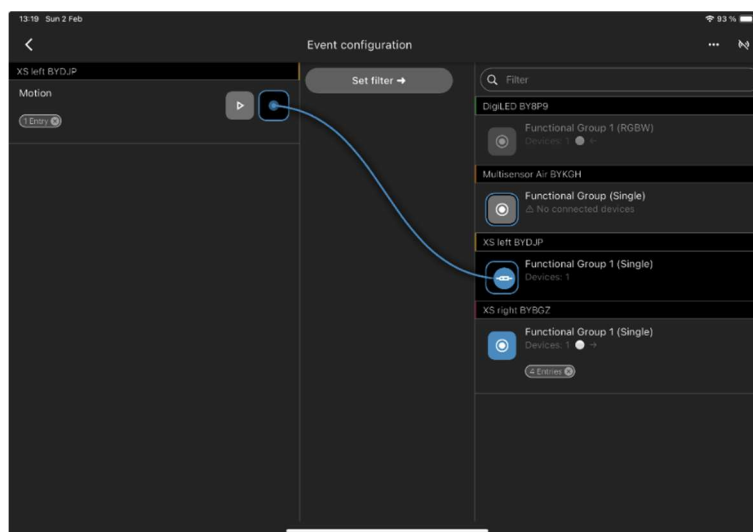 13:19 Sun 2 Feb
93 %
Event configuration
XS left BYDJP
Motion
1 Entry
Set filter →
Filter
DigiLED BY8P9
Functional Group 1 (RGBW)
Devices: 1 ←
Multisensor Air BYKGH
Functional Group (Single)
⚠ No connected devices
XS left BYDJP
Functional Group 1 (Single)
Devices: 1
XS right BYBGZ
Functional Group 1 (Single)
Devices: 1 →
4 Entries